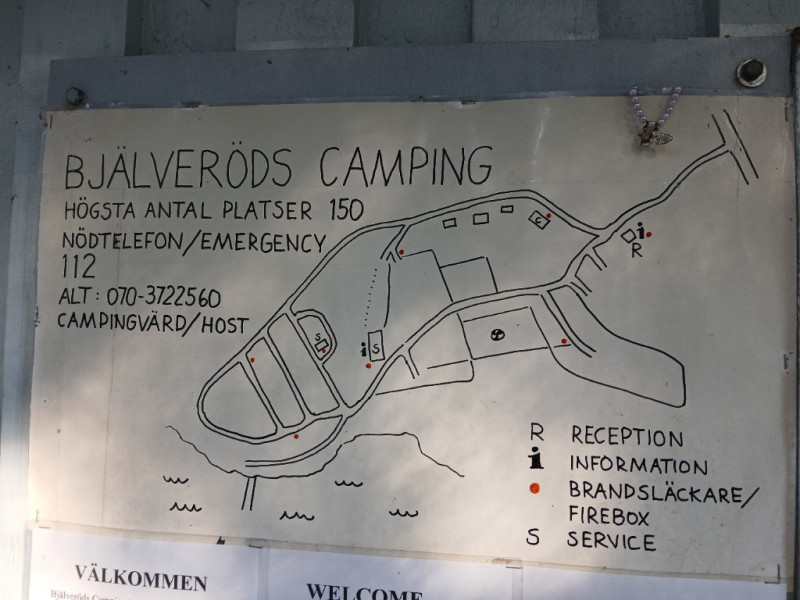 BJÄLVERÖDS CAMPING
HÖGSTA ANTAL PLATSER 150
NÖDTELEFON/EMERGENCY
112
ALT: 070-3722560
CAMPINGVÄRD/HOST
C
i
R
S
i S
R RECEPTION
i INFORMATION
BRANDSLÄCKARE/
FIREBOX
S SERVICE
VÄLKOMMEN
WELCOME
Bjälveröds